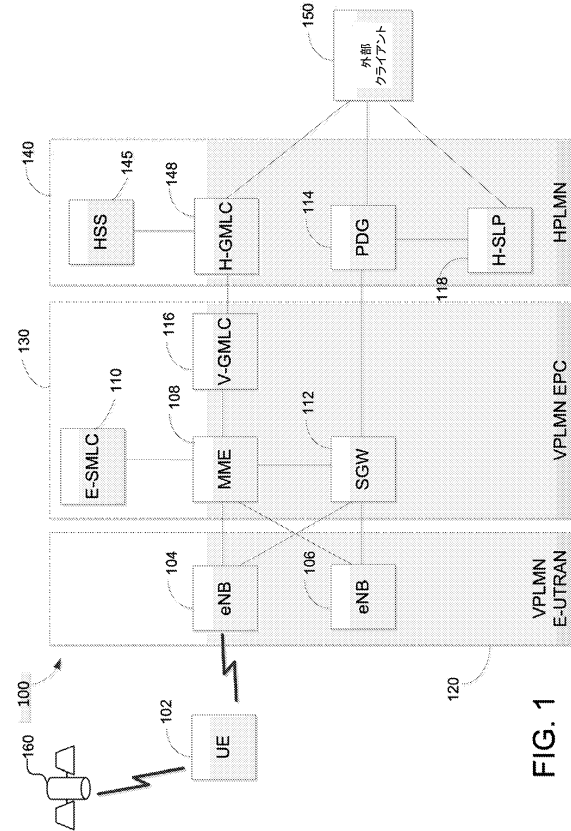 100
160
102
UE
104
eNB
106
eNB
120
VPLMN
E-UTRAN
130
110
E-SMLC
108
MME
116
V-GMLC
112
SGW
VPLMN EPC
140
145
HSS
148
H-GMLC
114
PDG
118
H-SLP
HPLMN
150
外部
クライアント
FIG. 1